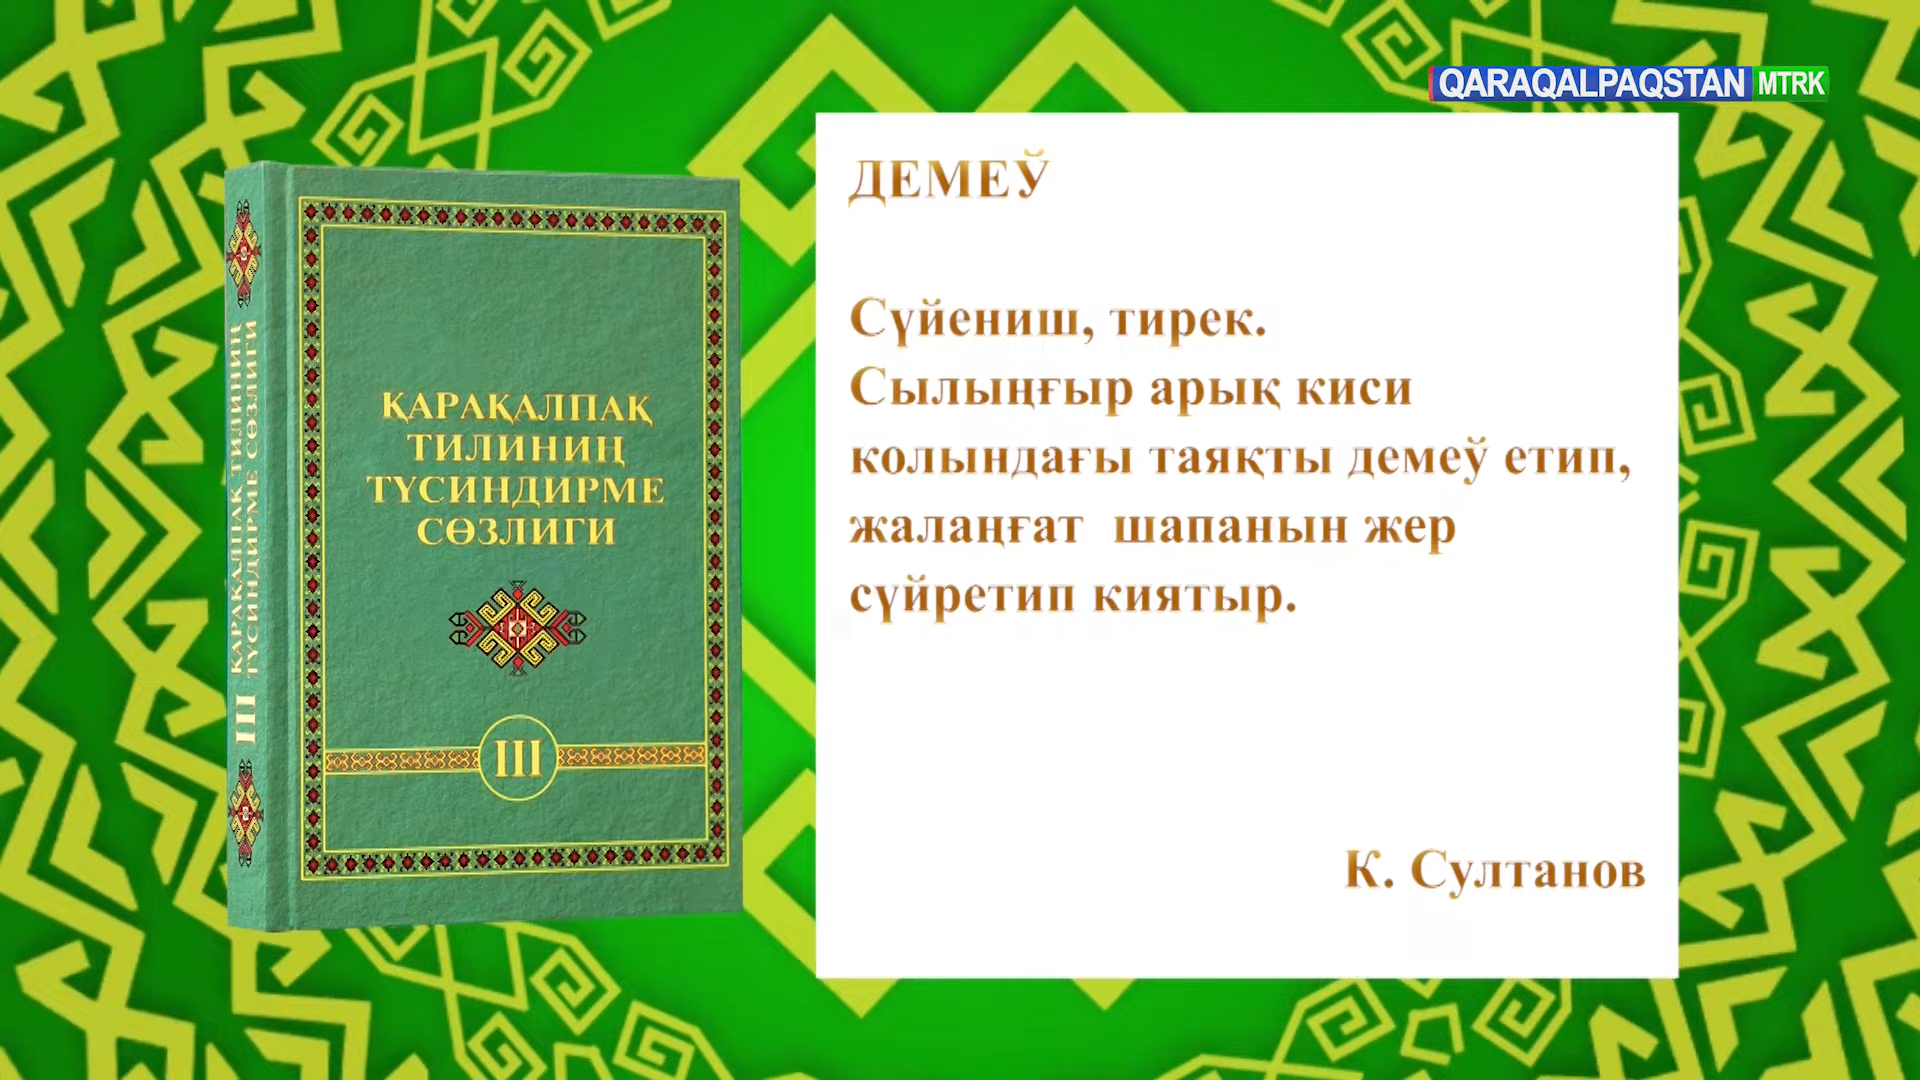 QARAQALPAQSTAN MTRK
ДЕМЕЎ
Сүйениш, тирек.
Сылыңғыр арық киси
колындағы таяқты демеў етип,
жалаңғат шапанын жер
сүйретип киятыр.
К. Султанов
ҚАРАҚАЛПАҚ
ТИЛИНИҢ
ТҮСИНДИРМЕ
СӨЗЛИГИ
III
ҚАРАҚАЛПАҚ ТИЛИНИҢ
ТҮСИНДИРМЕ СӨЗЛИГИ
III